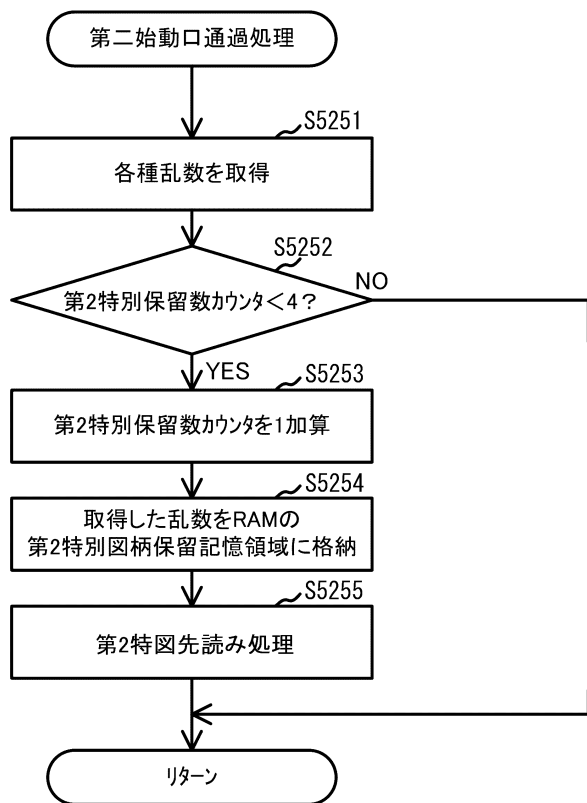 第二始動口通過処理
S5251
各種乱数を取得
S5252
第2特別保留数カウンタ<4?
NO
YES
S5253
第2特別保留数カウンタを1加算
S5254
取得した乱数をRAMの
第2特別図柄保留記憶領域に格納
S5255
第2特図先読み処理
リターン